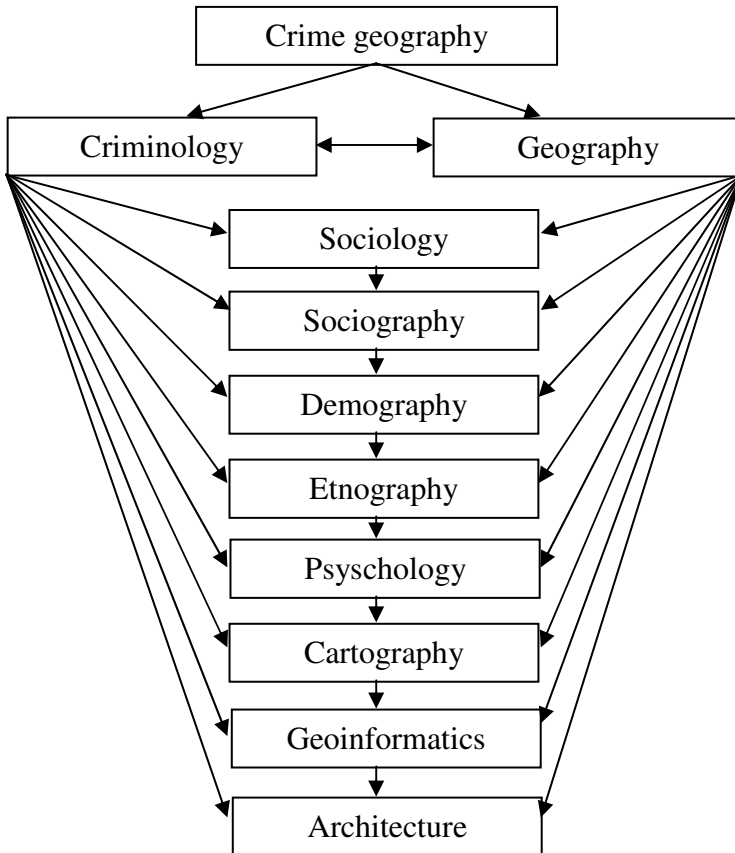 Crime geography
Criminology
Geography
Sociology
Sociography
Demography
Etnography
Psyschology
Cartography
Geoinformatics
Architecture